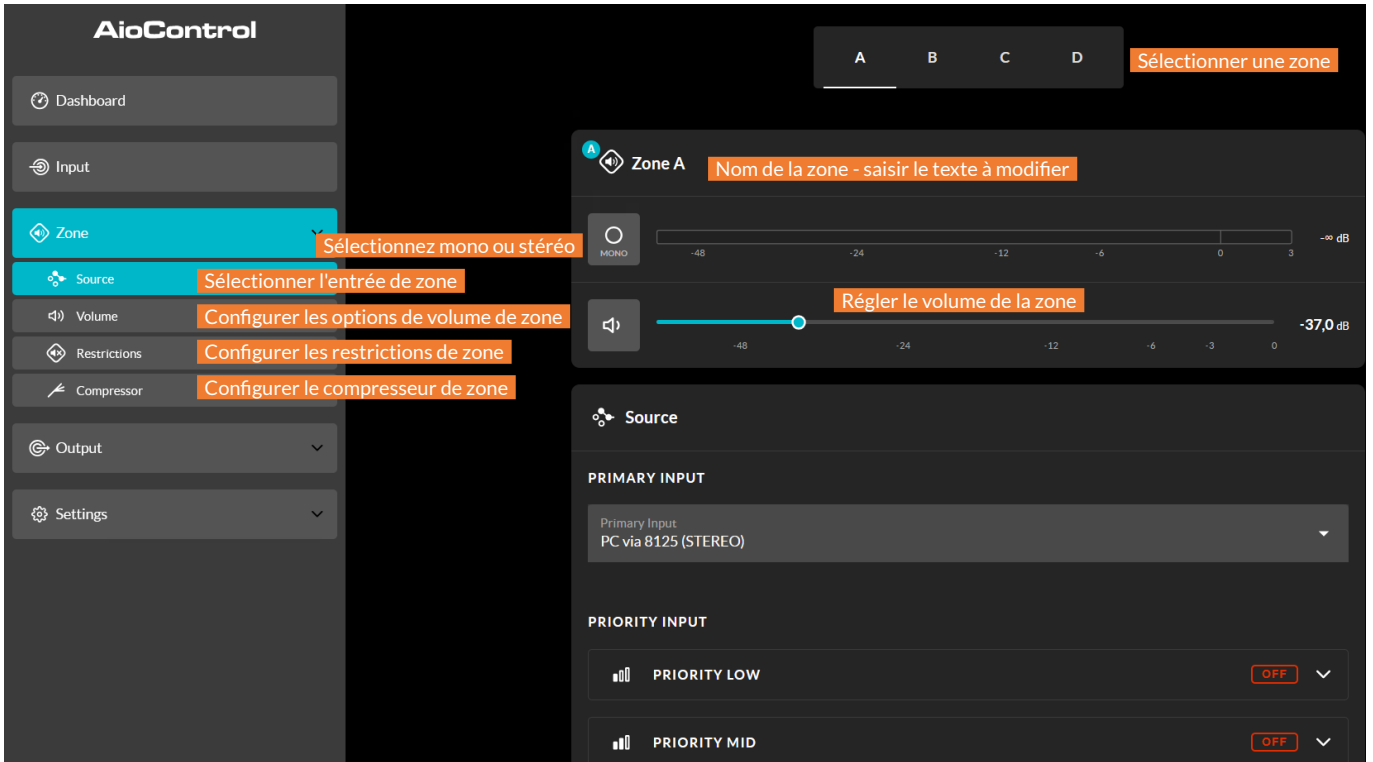 AioControl
Dashboard
Input
Zone
Source
Volume
Restrictions
Compressor
Output
Settings
Sélectionnez mono ou stéréo
Sélectionner l'entrée de zone
Configurer les options de volume de zone
Configurer les restrictions de zone
Configurer le compresseur de zone
A B C D
Sélectionner une zone
A
Zone A
Nom de la zone - saisir le texte à modifier
MONO
-48 -24 -12 -6 0 3
-∞ dB
Régler le volume de la zone
-37,0 dB
-48 -24 -12 -6 -3 0
Source
PRIMARY INPUT
Primary Input
PC via 8125 (STEREO)
PRIORITY INPUT
PRIORITY LOW OFF
PRIORITY MID OFF